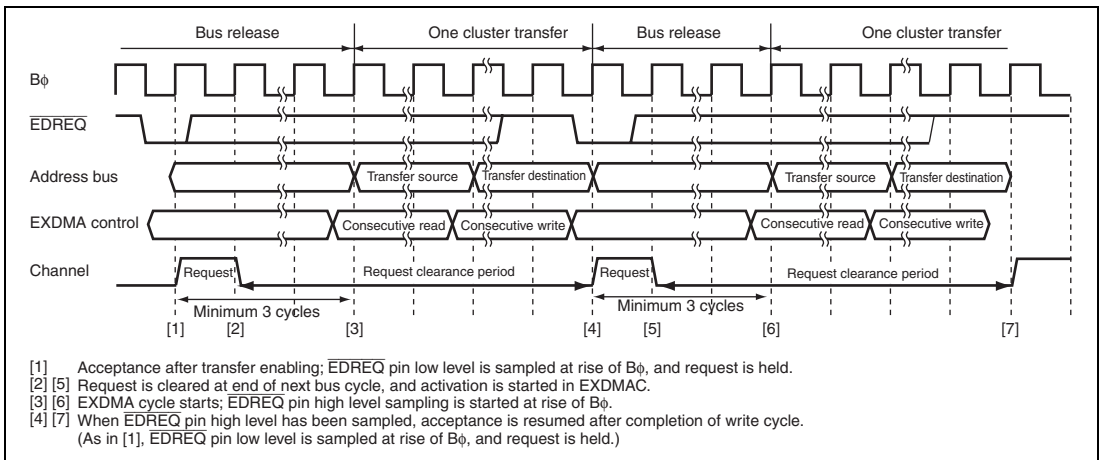 Bus release One cluster transfer Bus release One cluster transfer
Bφ
EDREQ
Address bus Transfer source Transfer destination Transfer source Transfer destination
EXDMA control Consecutive read Consecutive write Consecutive read Consecutive write
Channel Request Request clearance period Request Request clearance period
Minimum 3 cycles Minimum 3 cycles
[1] [2] [3] [4] [5] [6] [7]
[1] Acceptance after transfer enabling; EDREQ pin low level is sampled at rise of Bφ, and request is held.
[2] [5] Request is cleared at end of next bus cycle, and activation is started in EXDMAC.
[3] [6] EXDMA cycle starts; EDREQ pin high level sampling is started at rise of Bφ.
[4] [7] When EDREQ pin high level has been sampled, acceptance is resumed after completion of write cycle.
(As in [1], EDREQ pin low level is sampled at rise of Bφ, and request is held.)